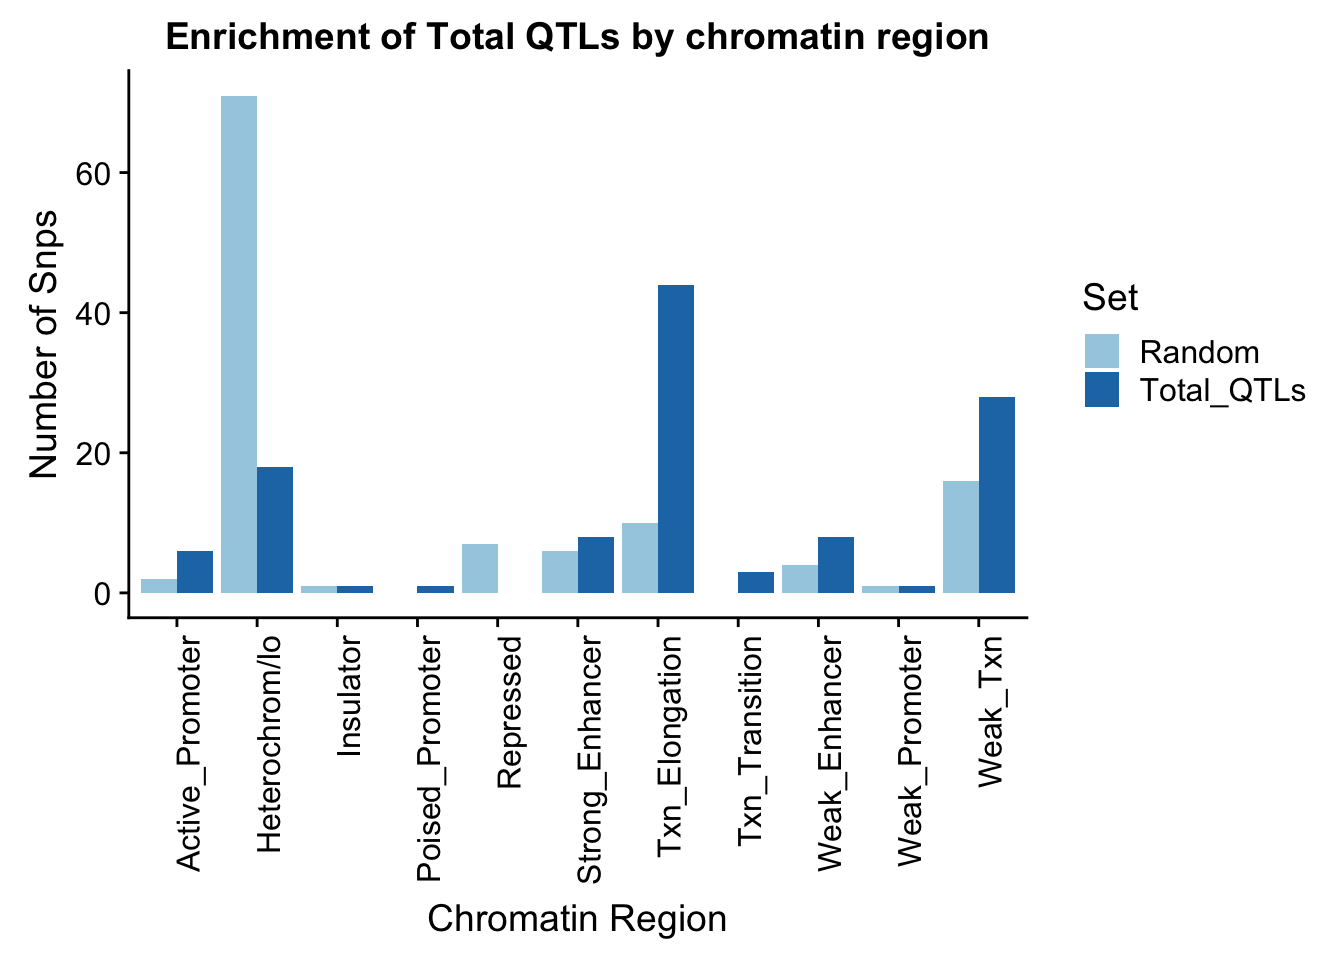 Enrichment of Total QTLs by chromatin region
Number of Snps
60
40
20
0
Active_Promoter
Heterochrom/lo
Insulator
Poised_Promoter
Repressed
Strong_Enhancer
Txn_Elongation
Txn_Transition
Weak_Enhancer
Weak_Promoter
Weak_Txn
Chromatin Region
Set
Random
Total_QTLs